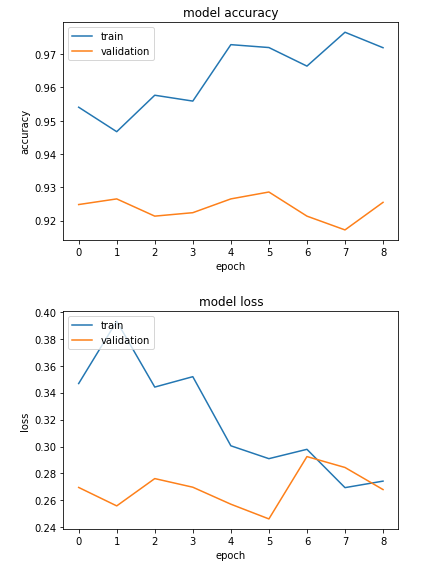 model accuracy
train
validation
0.97
0.96
0.95
0.94
0.93
0.92
accuracy
0 1 2 3 4 5 6 7 8
epoch
model loss
train
validation
0.40
0.38
0.36
0.34
0.32
0.30
0.28
0.26
0.24
loss
0 1 2 3 4 5 6 7 8
epoch